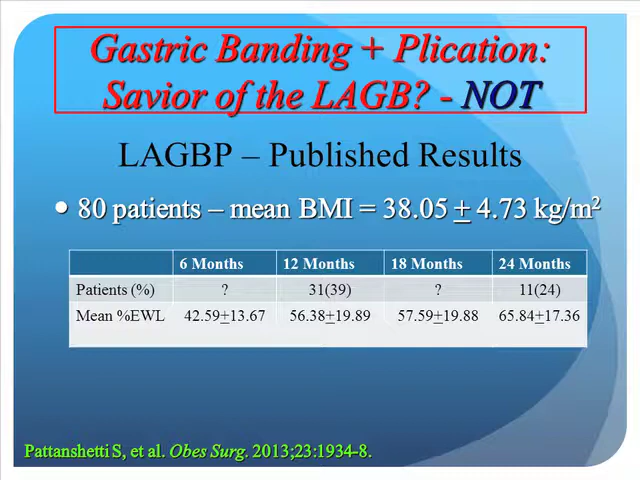 Gastric Banding + Plication:
Savior of the LAGB? - NOT
LAGBP – Published Results
• 80 patients – mean BMI = 38.05 ± 4.73 kg/m²
6 Months 12 Months 18 Months 24 Months
Patients (%) ? 31(39) ? 11(24)
Mean %EWL 42.59±13.67 56.38±19.89 57.59±19.88 65.84±17.36
Pattanshetti S, et al. Obes Surg. 2013;23:1934-8.